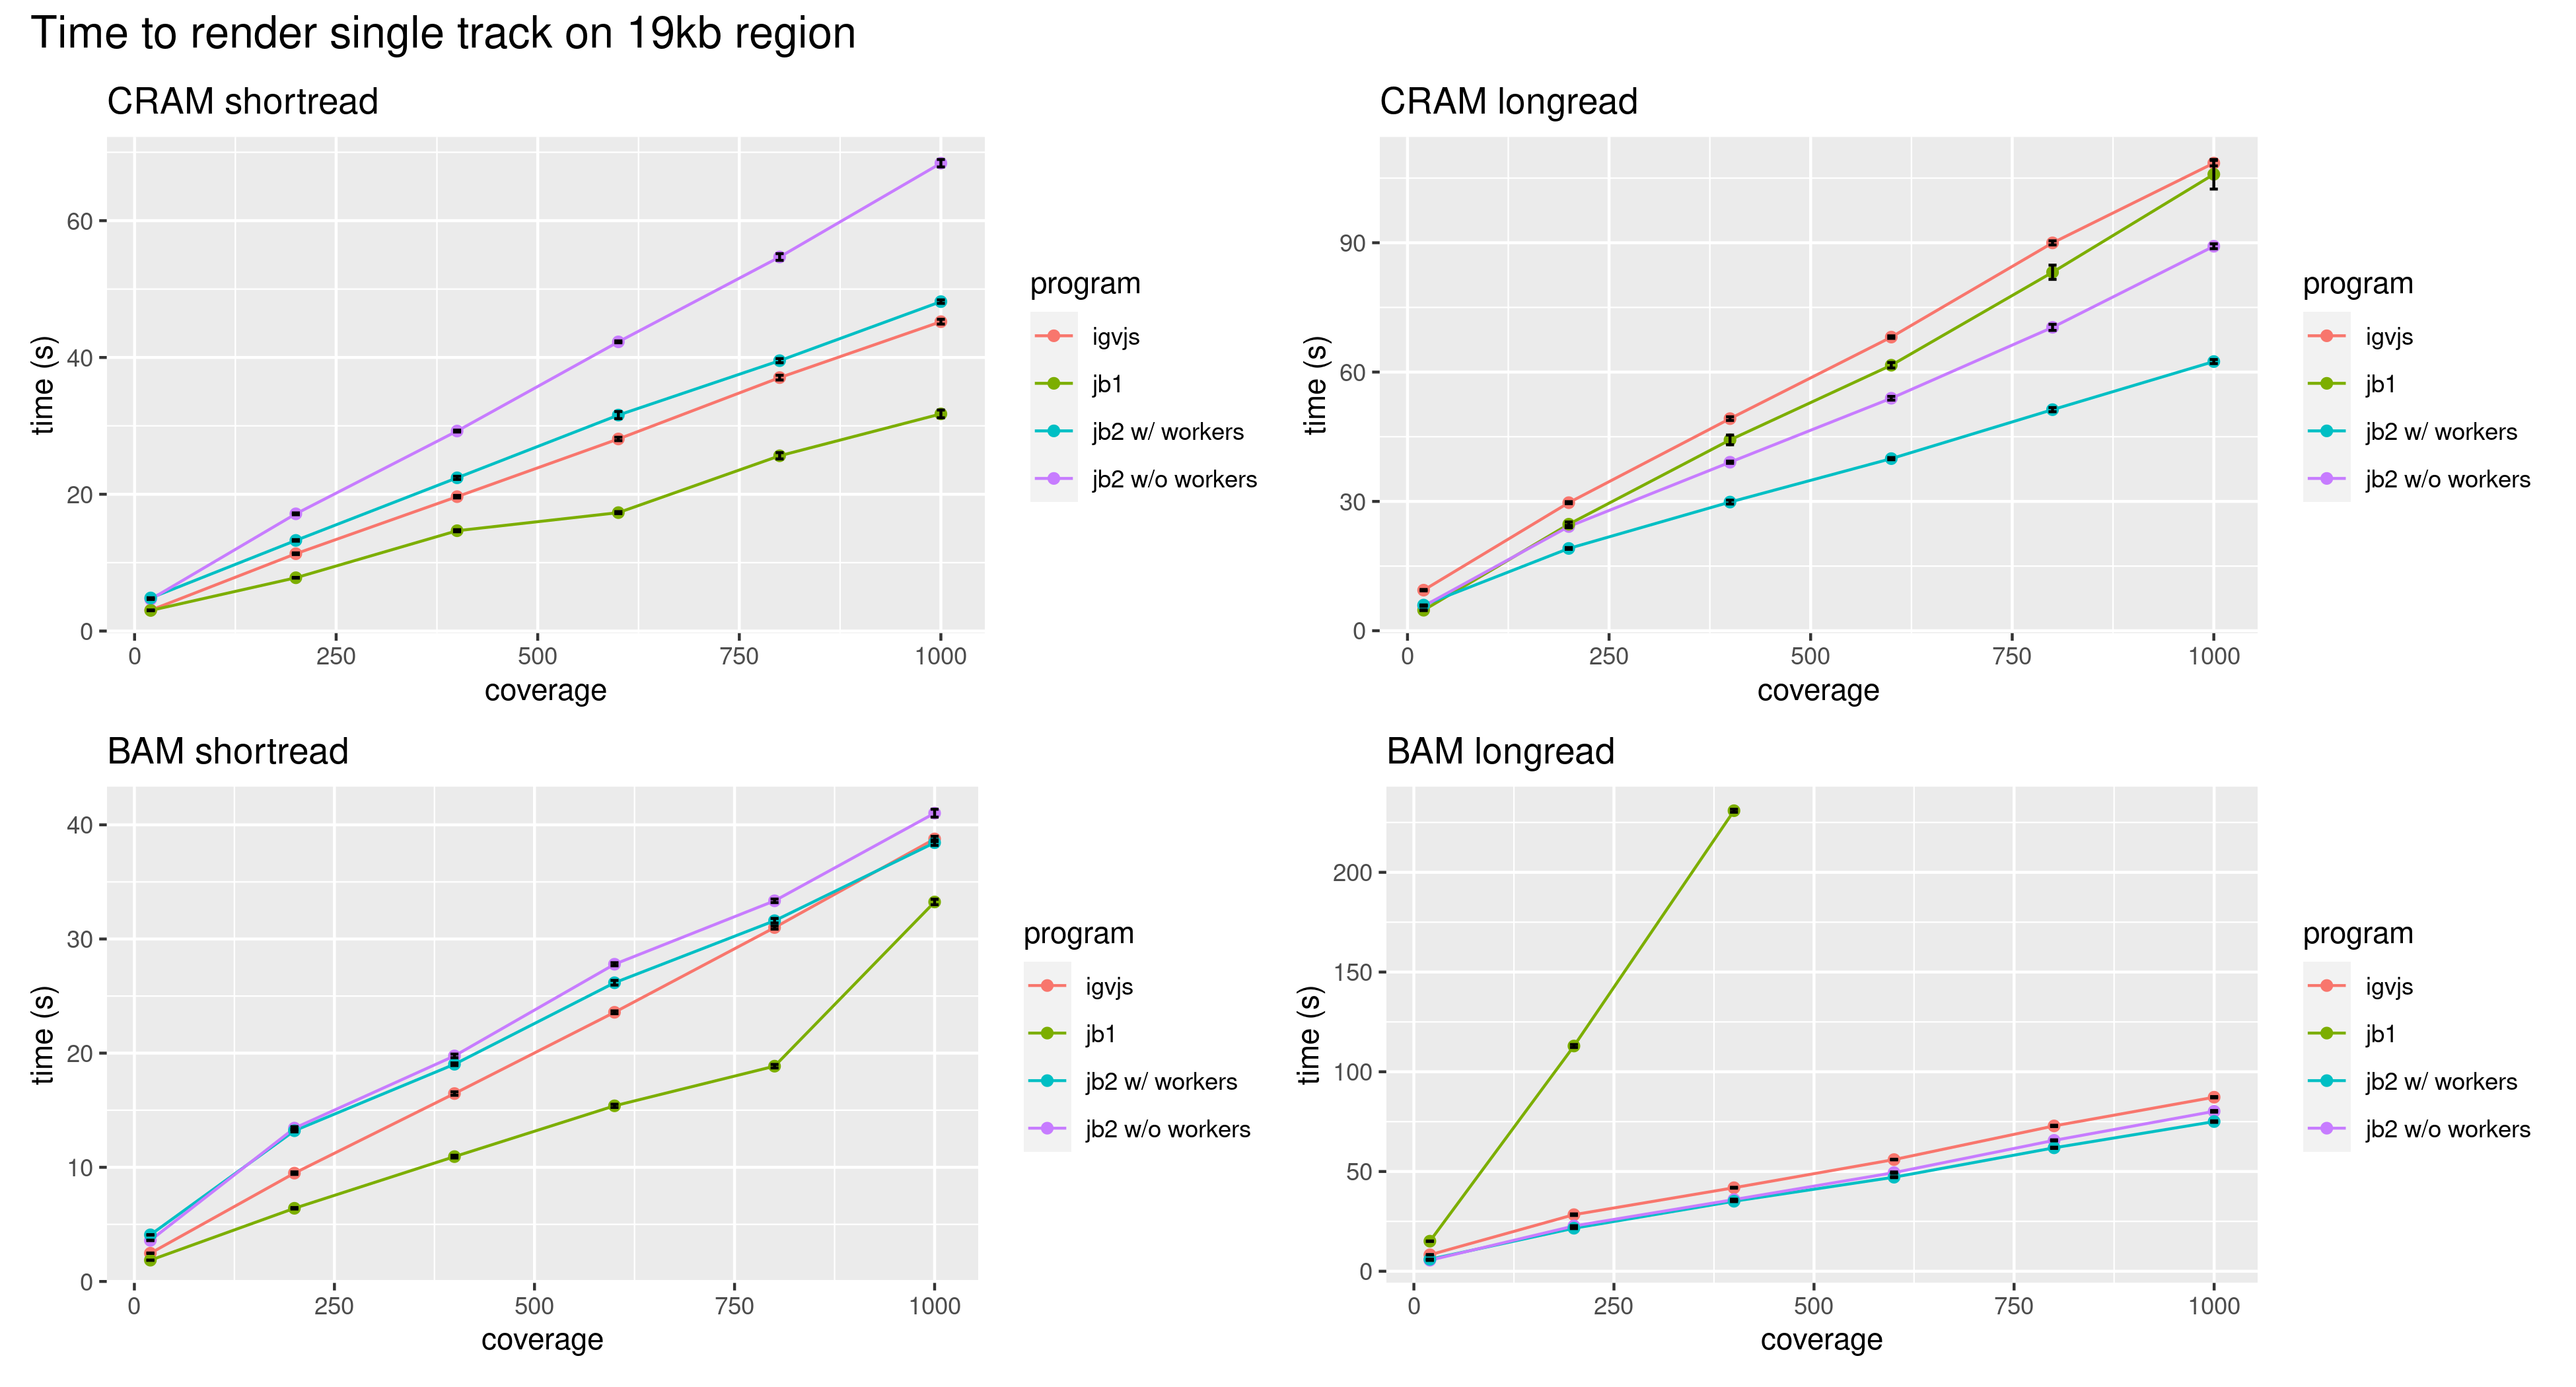 Time to render single track on 19kb region
CRAM shortread
time (s)
60
40
20
0
0 250 500 750 1000
coverage
program
igvjs
jb1
jb2 w/ workers
jb2 w/o workers
CRAM longread
time (s)
90
60
30
0
0 250 500 750 1000
coverage
program
igvjs
jb1
jb2 w/ workers
jb2 w/o workers
BAM shortread
time (s)
40
30
20
10
0
0 250 500 750 1000
coverage
program
igvjs
jb1
jb2 w/ workers
jb2 w/o workers
BAM longread
time (s)
200
150
100
50
0
0 250 500 750 1000
coverage
program
igvjs
jb1
jb2 w/ workers
jb2 w/o workers